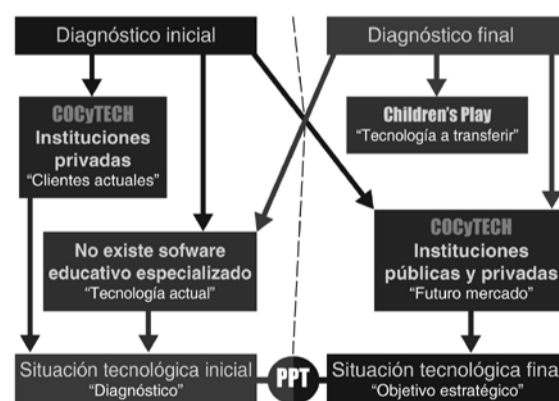 Diagnóstico inicial
Diagnóstico final
COCyTECH
Instituciones
privadas
“Clientes actuales”
Children’s Play
“Tecnología a transferir”
No existe sofware
educativo especializado
“Tecnología actual”
COCyTECH
Instituciones
públicas y privadas
“Futuro mercado”
Situación tecnológica inicial
“Diagnóstico”
PPT
Situación tecnológica final
“Objetivo estratégico”